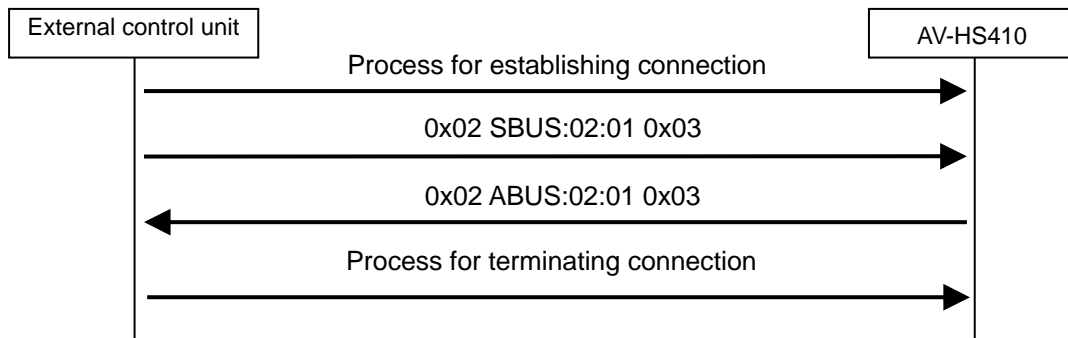 External control unit
AV-HS410
Process for establishing connection
0x02 SBUS:02:01 0x03
0x02 ABUS:02:01 0x03
Process for terminating connection